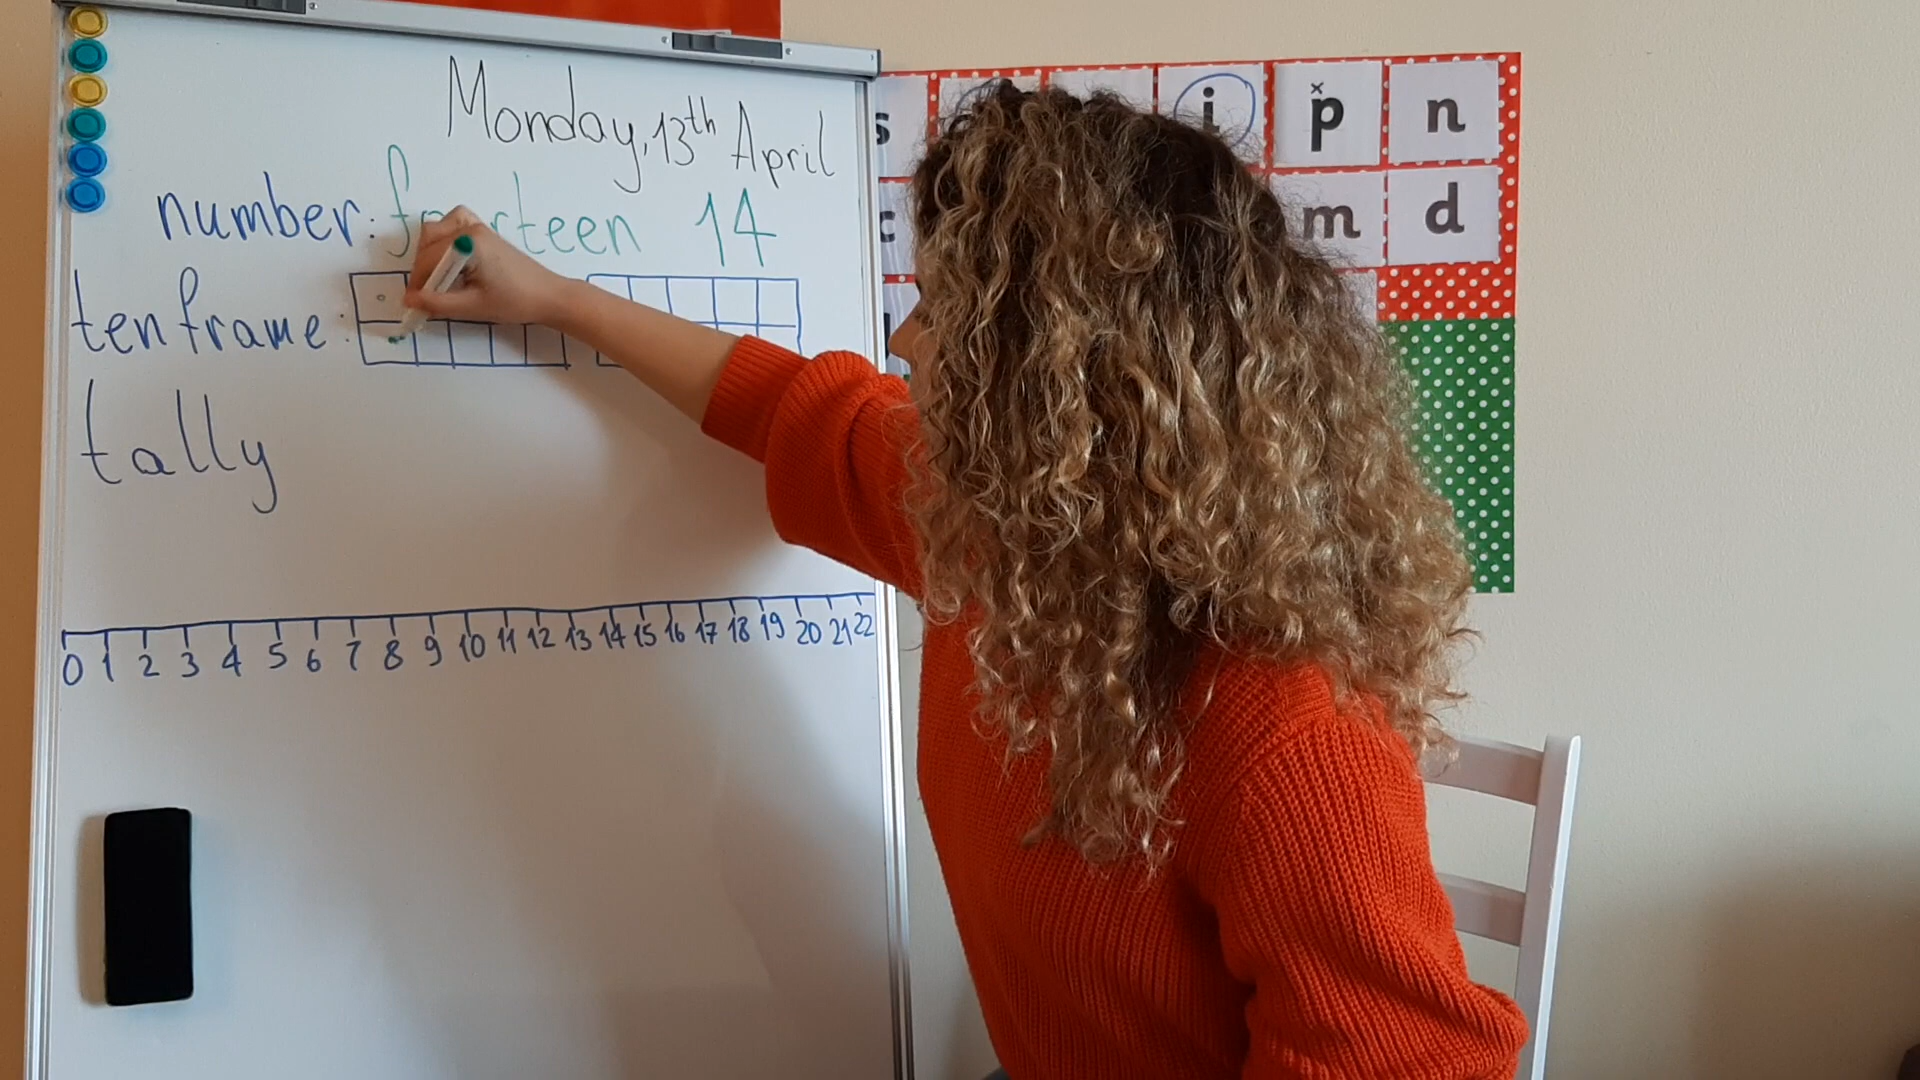 Monday, 13th April
number: fourteen 14
ten frame:
tally
0 1 2 3 4 5 6 7 8 9 10 11 12 13 14 15 16 17 18 19 20 21 22
s i p n
c m d